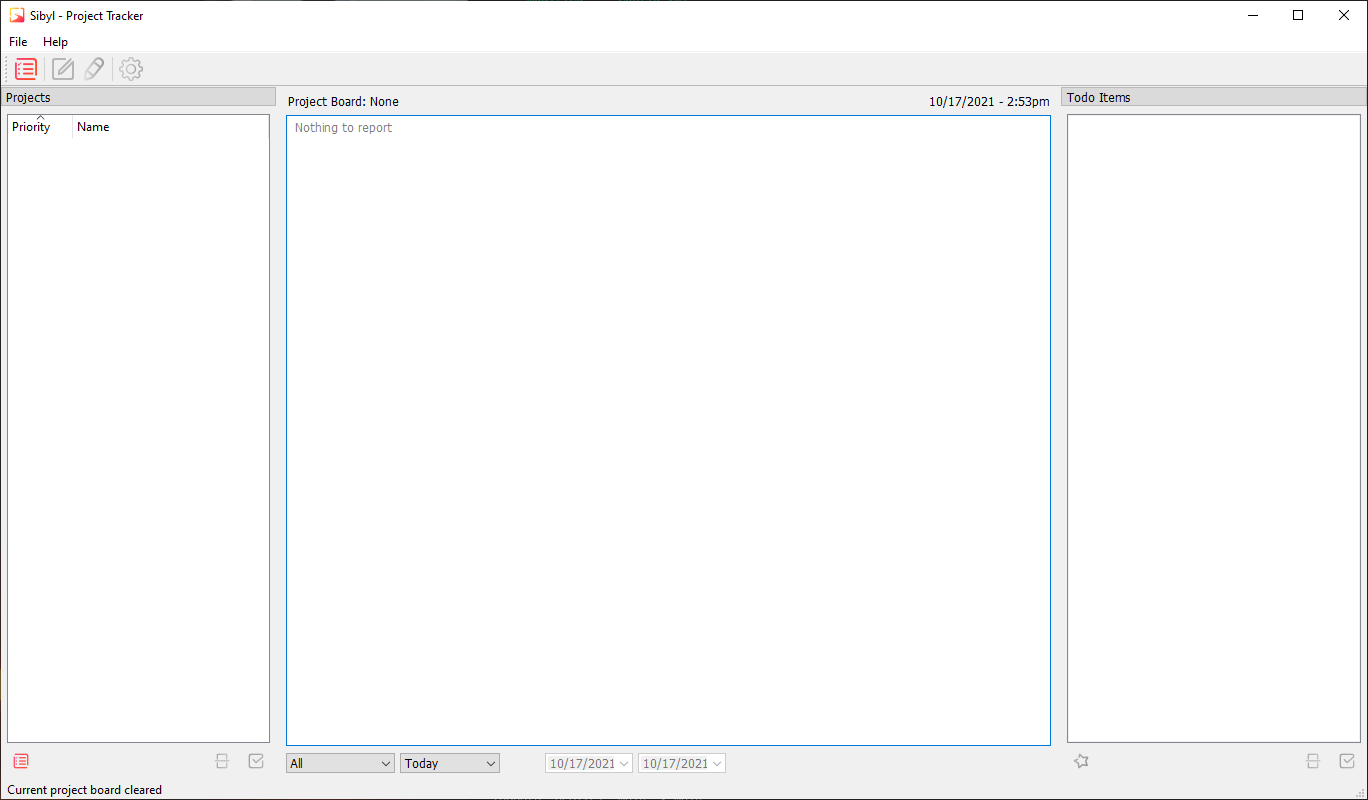 Sibyl - Project Tracker
File Help
Projects
Project Board: None
10/17/2021 - 2:53pm
Todo Items
Priority Name
Nothing to report
All
Today
10/17/2021
10/17/2021
Current project board cleared